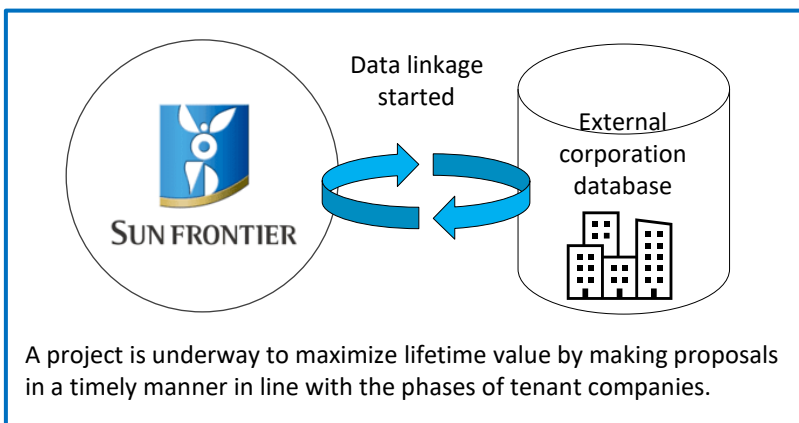 Data linkage
started
SUN FRONTIER
External
corporation
database
A project is underway to maximize lifetime value by making proposals
in a timely manner in line with the phases of tenant companies.